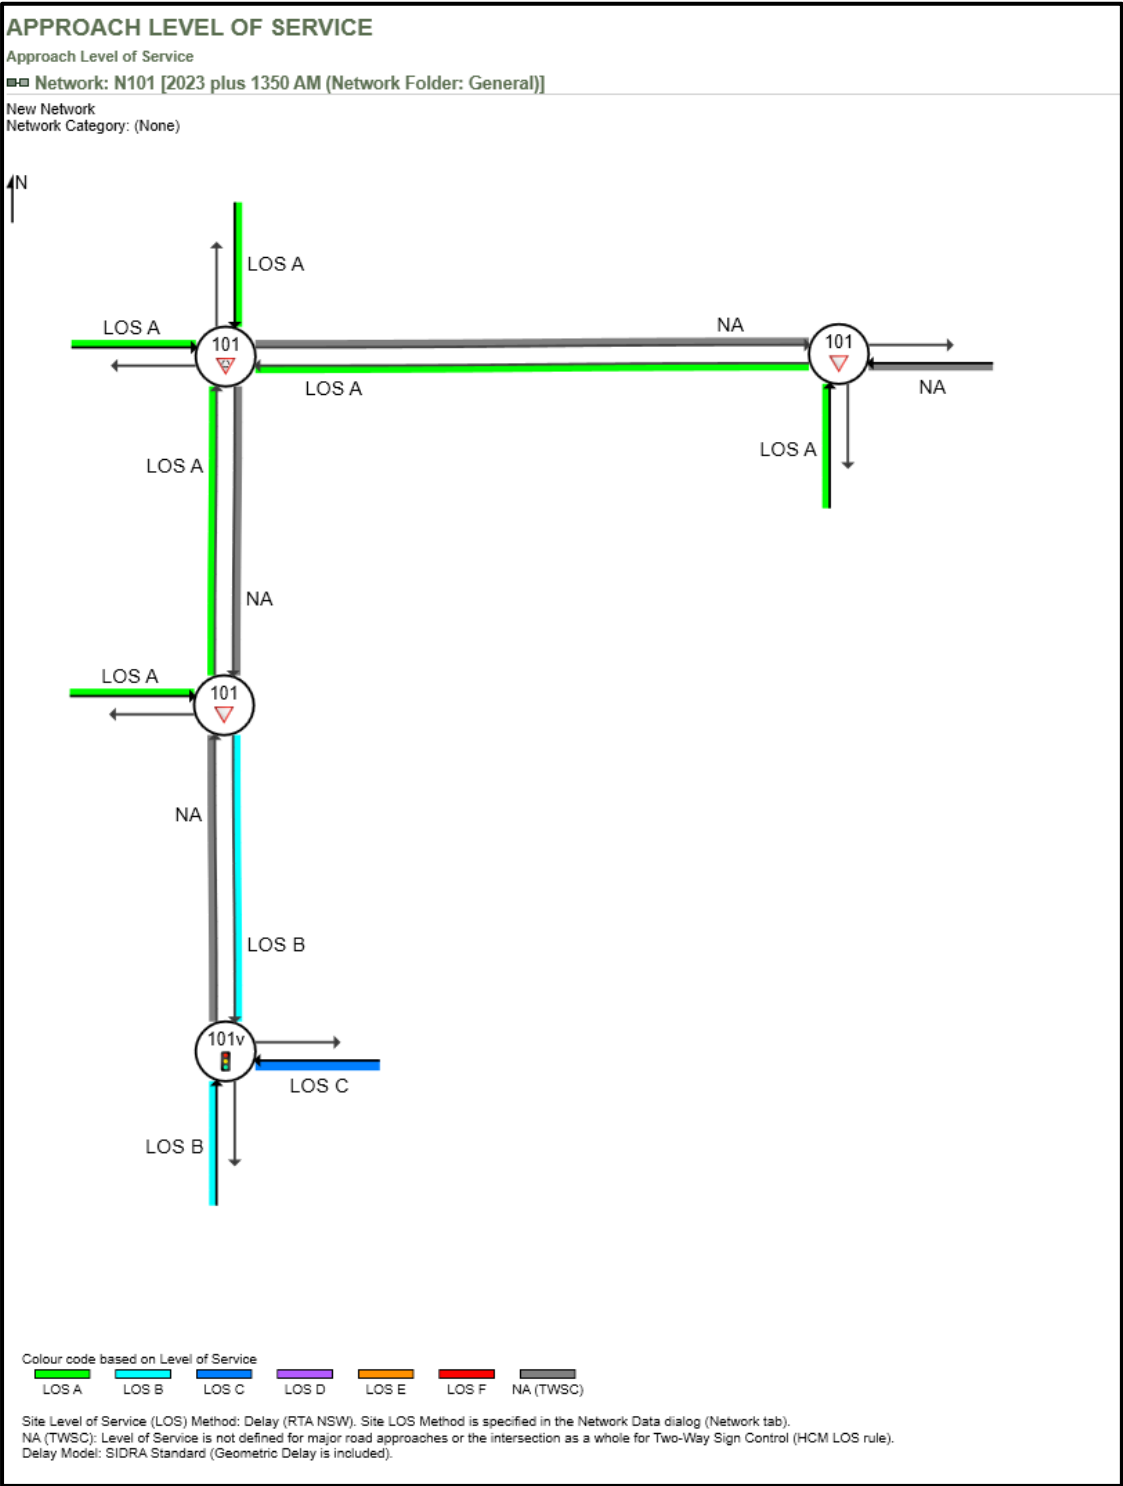 APPROACH LEVEL OF SERVICE
Approach Level of Service
Network: N101 [2023 plus 1350 AM (Network Folder: General)]
New Network
Network Category: (None)
N
LOS A
LOS A
101
NA
101
LOS A
NA
LOS A
LOS A
NA
LOS A
101
NA
LOS B
101v
LOS C
LOS B
Colour code based on Level of Service
LOS A LOS B LOS C LOS D LOS E LOS F NA (TWSC)
Site Level of Service (LOS) Method: Delay (RTA NSW). Site LOS Method is specified in the Network Data dialog (Network tab).
NA (TWSC): Level of Service is not defined for major road approaches or the intersection as a whole for Two-Way Sign Control (HCM LOS rule).
Delay Model: SIDRA Standard (Geometric Delay is included).